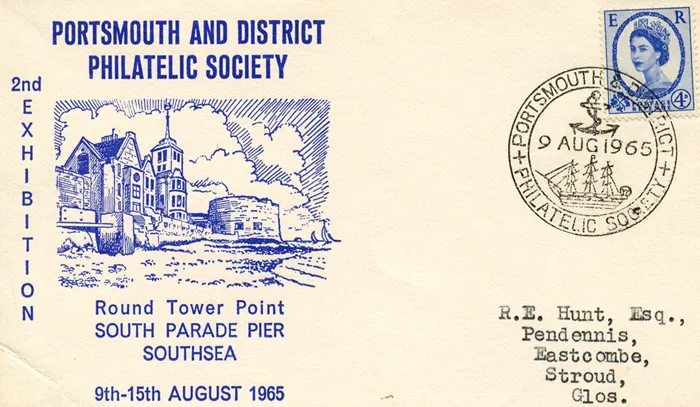 PORTSMOUTH AND DISTRICT
PHILATELIC SOCIETY
2nd
EXHIBITION
Round Tower Point
SOUTH PARADE PIER
SOUTHSEA
9th-15th AUGUST 1965
E R
POSTAGE
REVENUE
4D
PORTSMOUTH & DISTRICT
9 AUG 1965
+ PHILATELIC SOCIETY +
R.E. Hunt, Esq.,
Pendennis,
Eastcombe,
Stroud,
Glos.